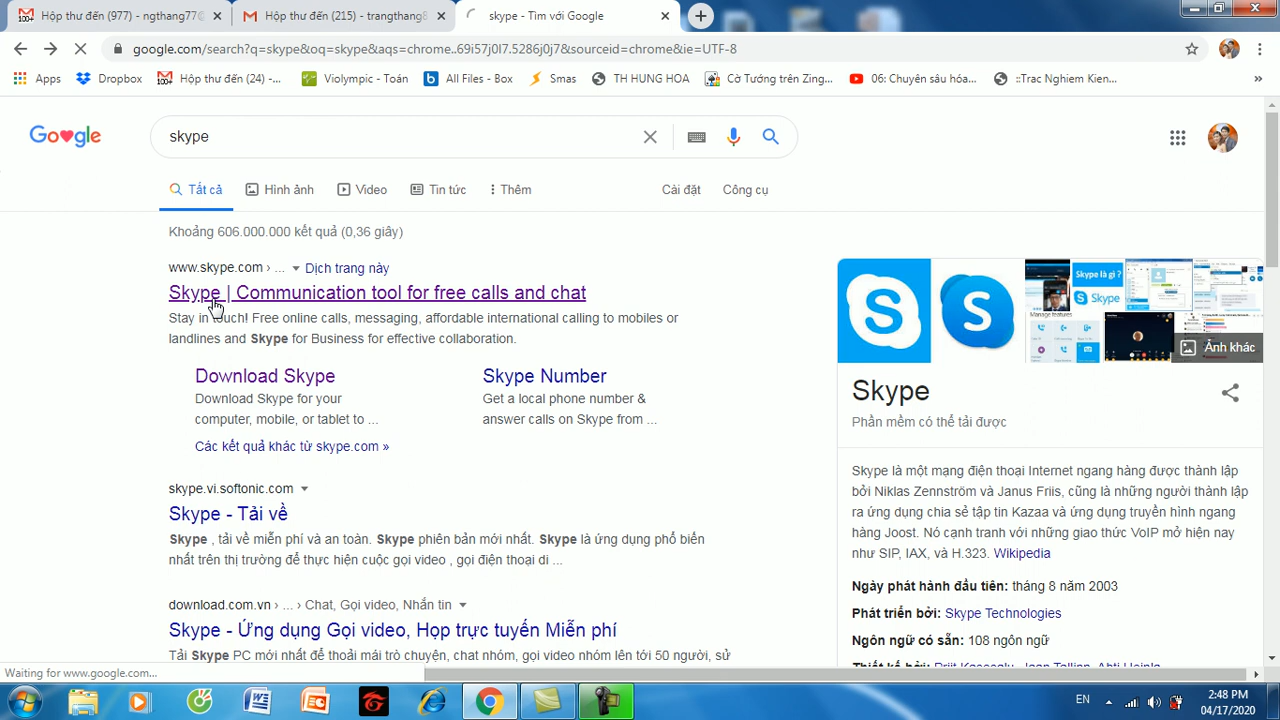 Hộp thư đến (977) - ngthang77@
Hộp thư đến (215) - trangthang8
skype - Tìm với Google
google.com/search?q=skype&oq=skype&aqs=chrome..69i57j0l7.5286j0j7&sourceid=chrome&ie=UTF-8
Apps
Dropbox
Hộp thư đến (24) -...
Violympic - Toán
All Files - Box
Smas
TH HUNG HOA
Cờ Tướng trên Zing...
06: Chuyên sâu hóa...
::Trac Nghiem Kien...
Google
skype
Tất cả
Hình ảnh
Video
Tin tức
Thêm
Cài đặt
Công cụ
Khoảng 606.000.000 kết quả (0,36 giây)
www.skype.com › ...
Dịch trang này
Skype | Communication tool for free calls and chat
Stay in touch! Free online calls, messaging, affordable international calling to mobiles or
landlines and Skype for Business for effective collaboration.
Download Skype
Download Skype for your
computer, mobile, or tablet to ...
Skype Number
Get a local phone number &
answer calls on Skype from ...
Các kết quả khác từ skype.com »
skype.vi.softonic.com
Skype - Tải về
Skype , tải về miễn phí và an toàn. Skype phiên bản mới nhất. Skype là ứng dụng phổ biến
nhất trên thị trường để thực hiện cuộc gọi video , gọi điện thoại di ...
download.com.vn › ... › Chat, Gọi video, Nhắn tin
Skype - Ứng dụng Gọi video, Họp trực tuyến Miễn phí
Tải Skype PC mới nhất để thoải mái trò chuyện, chat nhóm, gọi video nhóm lên tới 50 người, sử
Skype là gì ?
Skype
Manage features
Ảnh khác
Skype
Phần mềm có thể tải được
Skype là một mạng điện thoại Internet ngang hàng được thành lập
bởi Niklas Zennström và Janus Friis, cũng là những người thành lập
ra ứng dụng chia sẻ tập tin Kazaa và ứng dụng truyền hình ngang
hàng Joost. Nó cạnh tranh với những giao thức VoIP mở hiện nay
như SIP, IAX, và H.323. Wikipedia
Ngày phát hành đầu tiên: tháng 8 năm 2003
Phát triển bởi: Skype Technologies
Ngôn ngữ có sẵn: 108 ngôn ngữ
Thiết kế bởi: Priit Kasesalu, Jaan Tallinn, Ahti Heinla
Waiting for www.google.com...
EN
2:48 PM
04/17/2020